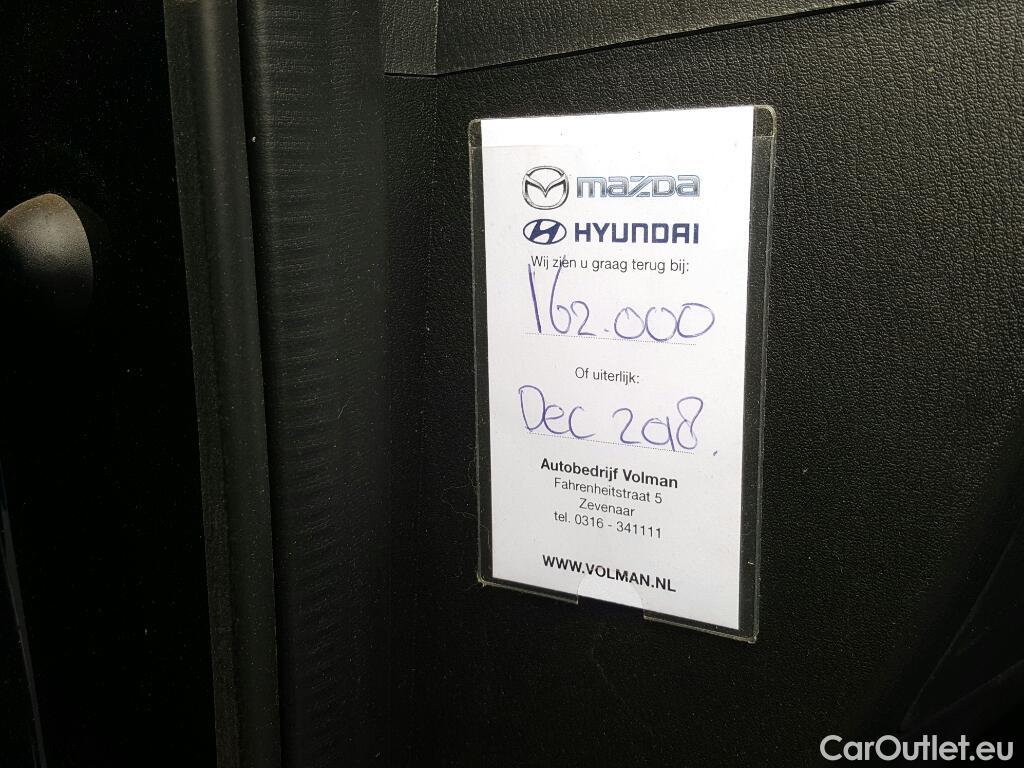 mazda
HYUNDAI
Wij zien u graag terug bij:
162.000
Of uiterlijk:
Dec 2018.
Autobedrijf Volman
Fahrenheitstraat 5
Zevenaar
tel. 0316 - 341111
WWW.VOLMAN.NL
CarOutlet.eu